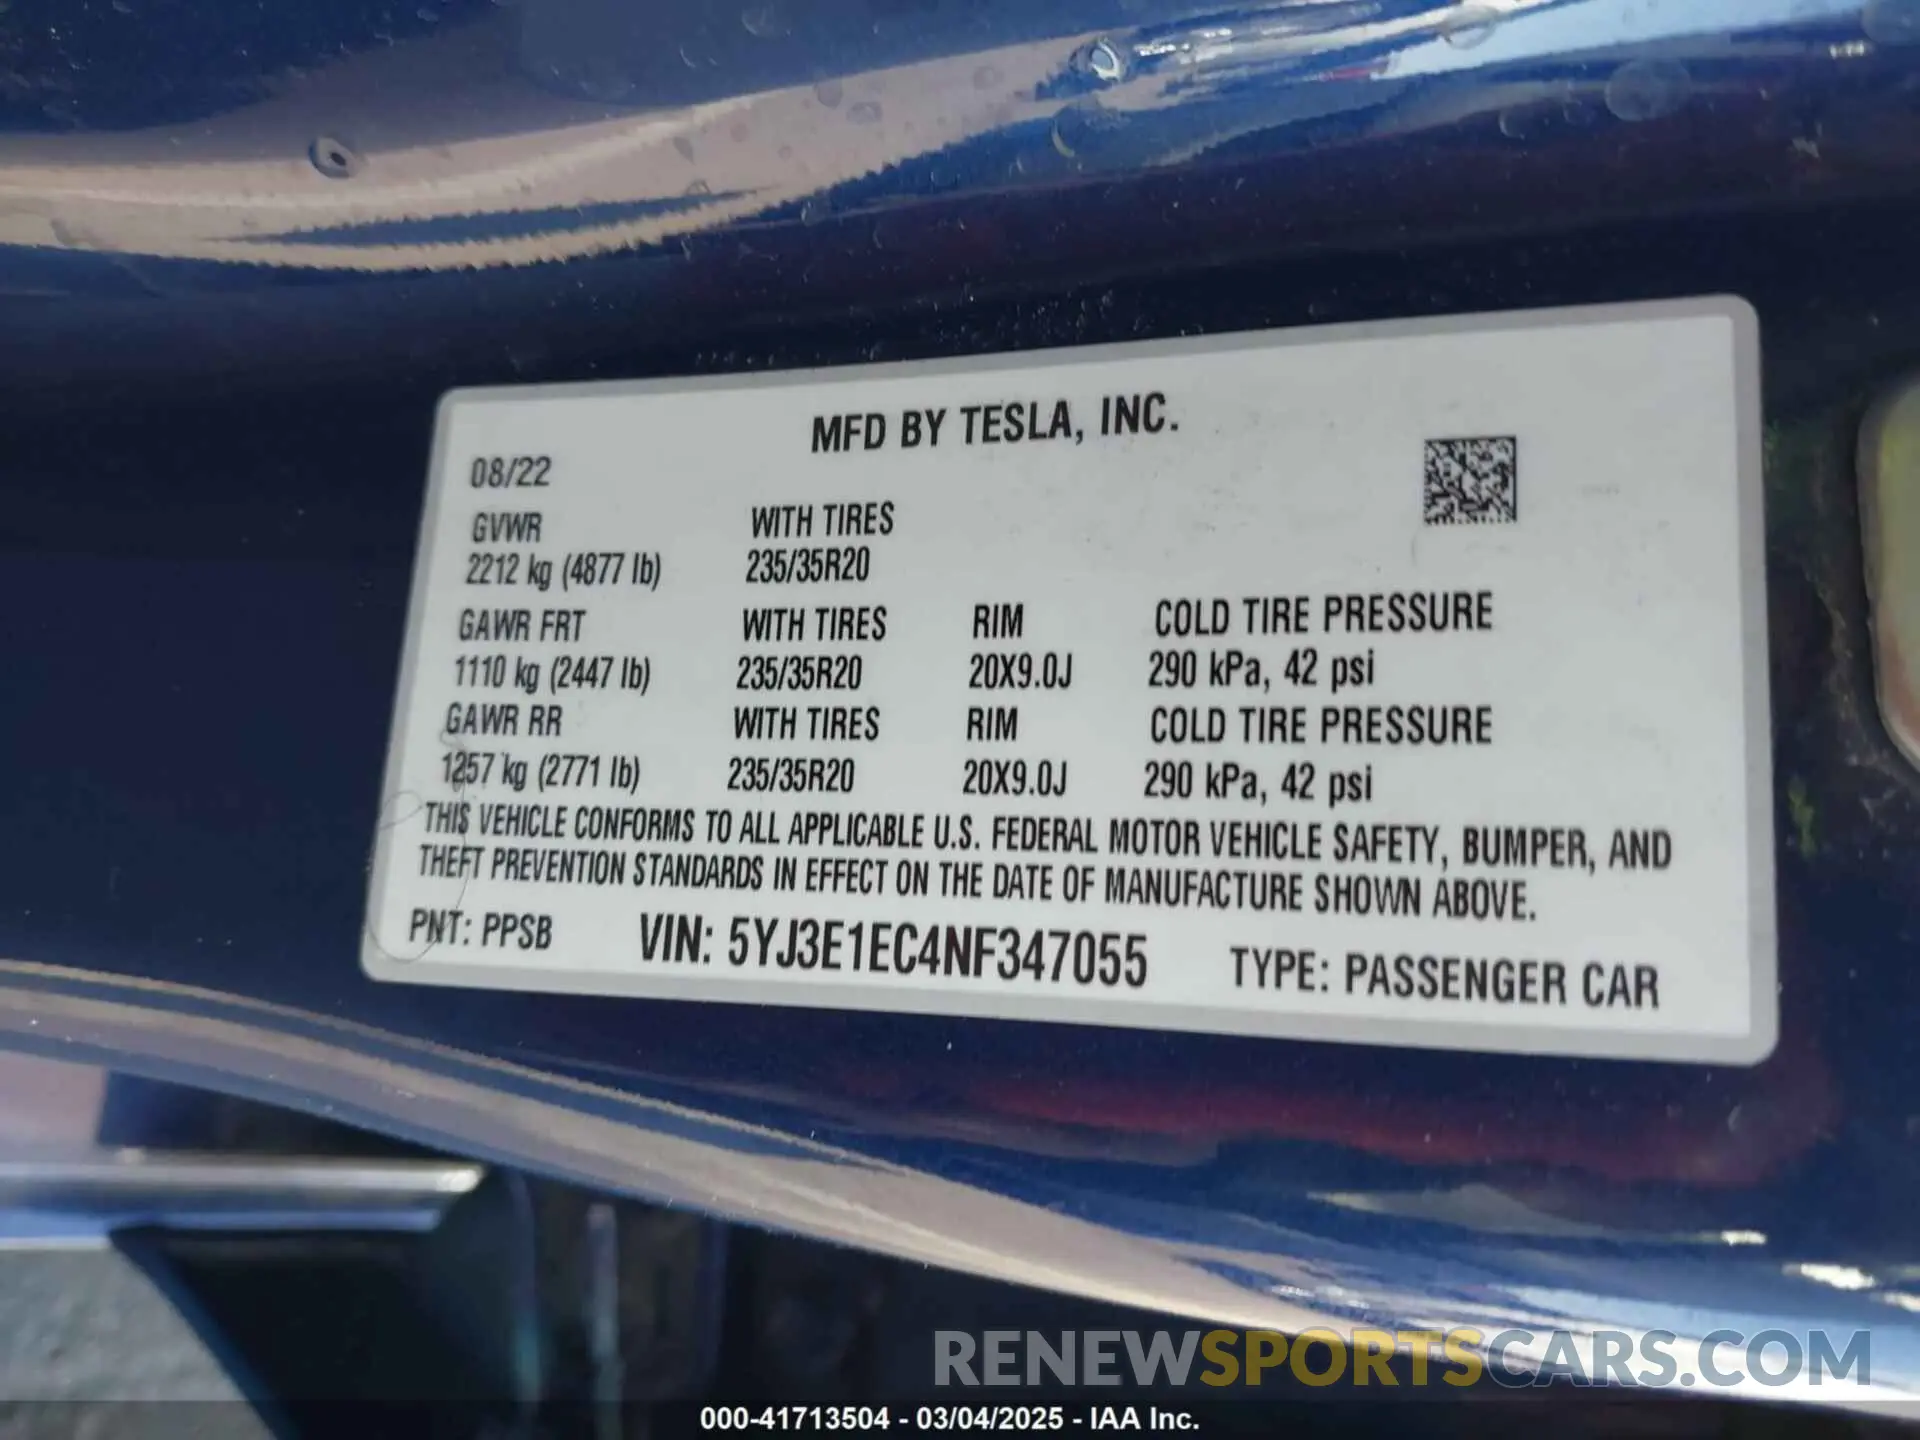 MFD BY TESLA, INC.
08/22
GVWR WITH TIRES
2212 kg (4877 lb) 235/35R20
GAWR FRT WITH TIRES RIM COLD TIRE PRESSURE
1110 kg (2447 lb) 235/35R20 20X9.0J 290 kPa, 42 psi
GAWR RR WITH TIRES RIM COLD TIRE PRESSURE
1257 kg (2771 lb) 235/35R20 20X9.0J 290 kPa, 42 psi
THIS VEHICLE CONFORMS TO ALL APPLICABLE U.S. FEDERAL MOTOR VEHICLE SAFETY, BUMPER, AND
THEFT PREVENTION STANDARDS IN EFFECT ON THE DATE OF MANUFACTURE SHOWN ABOVE.
PNT: PPSB VIN: 5YJ3E1EC4NF347055 TYPE: PASSENGER CAR
RENEWSPORTSCARS.COM
000-41713504 - 03/04/2025 - IAA Inc.